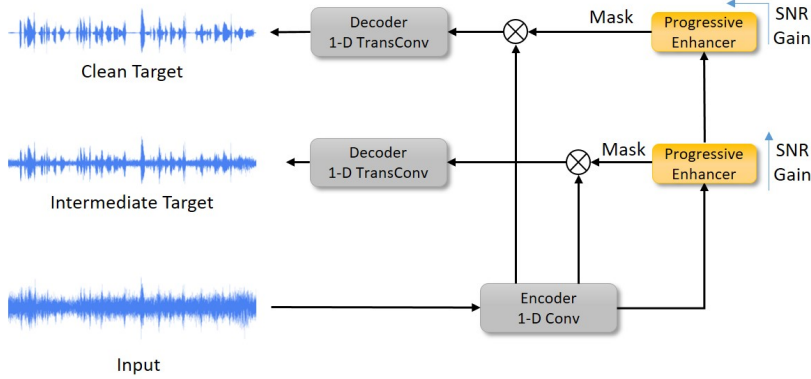 Decoder
1-D TransConv
Mask
Progressive
Enhancer
SNR
Gain
Clean Target
Decoder
1-D TransConv
Mask
Progressive
Enhancer
SNR
Gain
Intermediate Target
Encoder
1-D Conv
Input